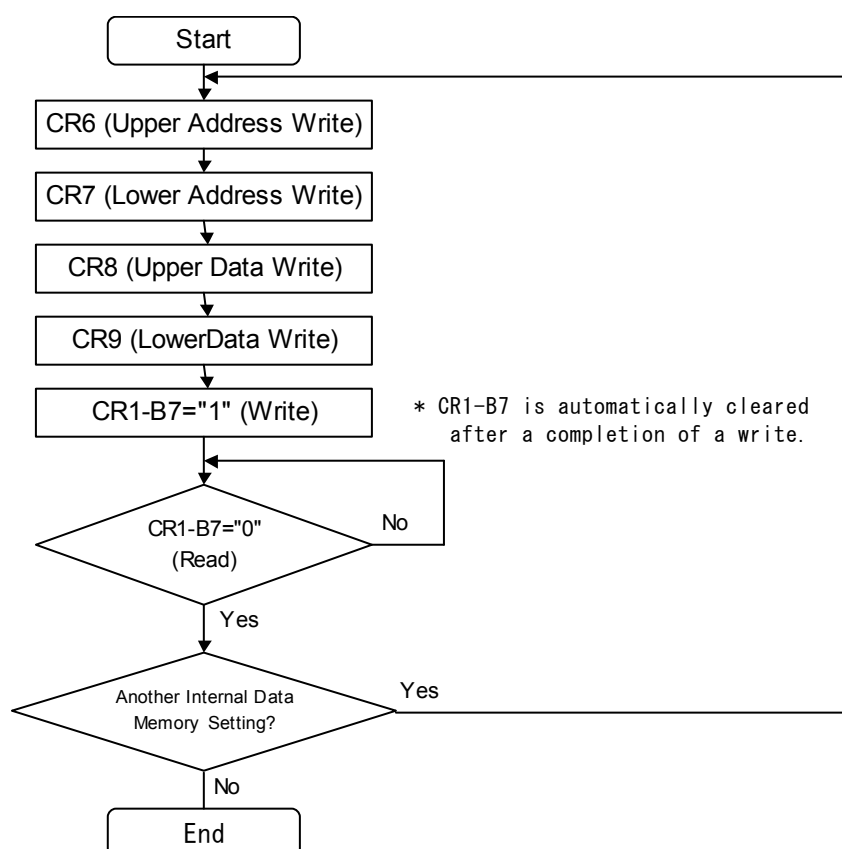 Start
CR6 (Upper Address Write)
CR7 (Lower Address Write)
CR8 (Upper Data Write)
CR9 (LowerData Write)
CR1-B7="1" (Write)
* CR1-B7 is automatically cleared
after a completion of a write.
CR1-B7="0"
(Read)
No
Yes
Another Internal Data
Memory Setting?
Yes
No
End